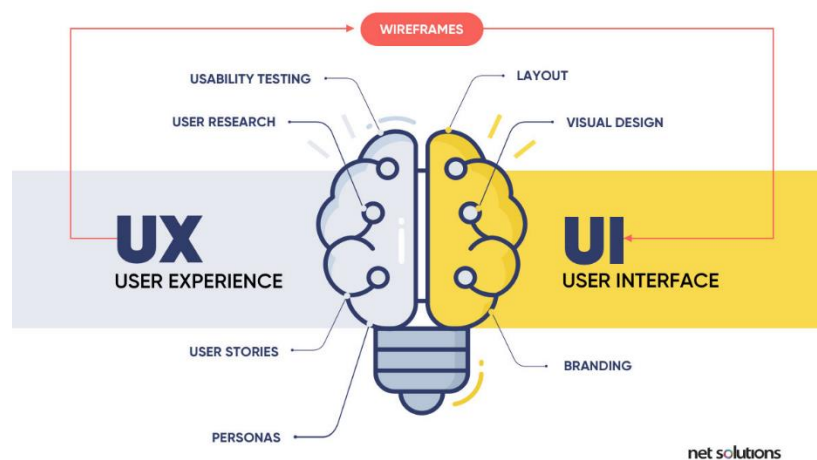 WIREFRAMES
USABILITY TESTING
LAYOUT
USER RESEARCH
VISUAL DESIGN
UX
USER EXPERIENCE
UI
USER INTERFACE
USER STORIES
BRANDING
PERSONAS
net solutions